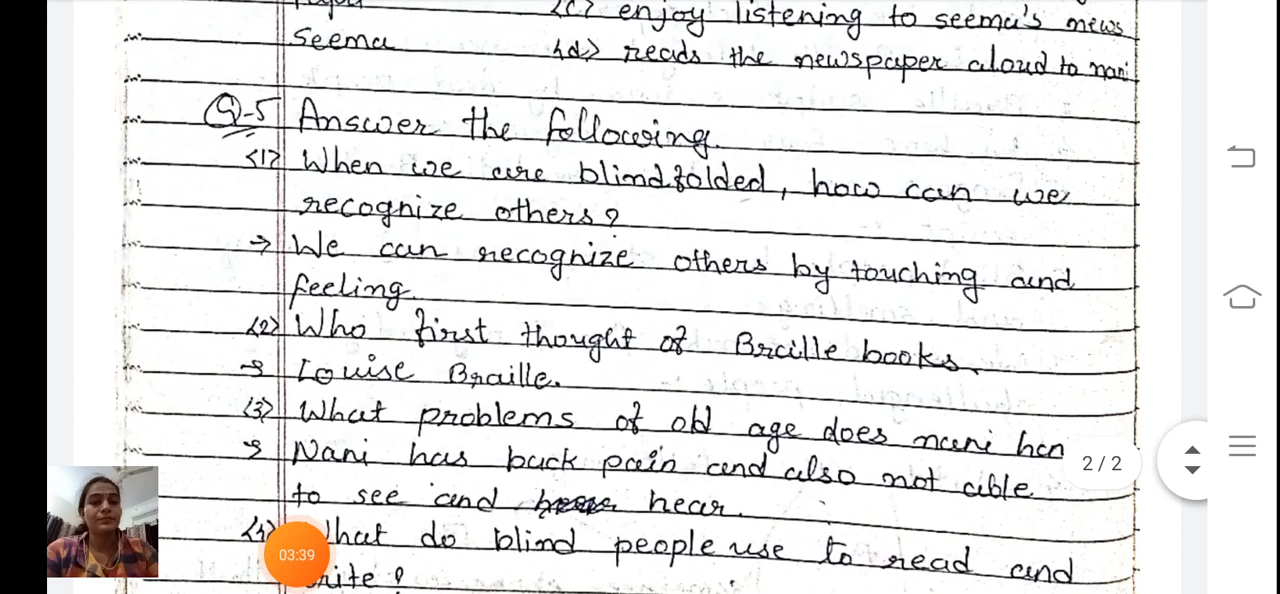 (c) enjoy listening to seema's news
seema (d) reads the newspaper aloud to nani
Q-5 Answer the following.
(1) When we are blindfolded, how can we
recognize others?
→ We can recognize others by touching and
feeling.
(2) Who first thought of Braille books.
→ Louise Braille.
(3) What problems of old age does nani han
→ Nani has back pain and also not able
to see and hear.
(4) What do blind people use to read and
write?
2/2
03:39